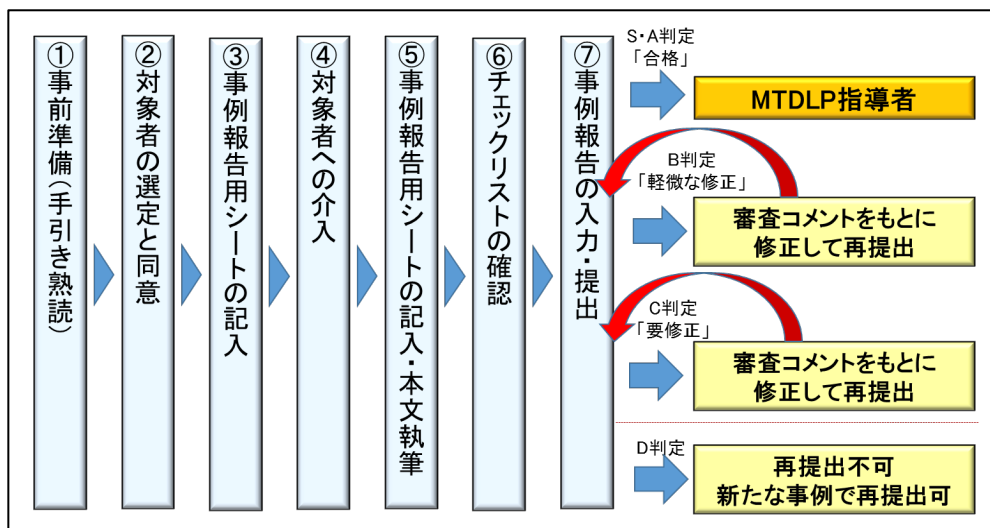 ①事前準備(手引き熟読)
②対象者の選定と同意
③事例報告用シートの記入
④対象者への介入
⑤事例報告用シートの記入・本文執筆
⑥チェックリストの確認
⑦事例報告の入力・提出
S・A判定
「合格」
MTDLP指導者
B判定
「軽微な修正」
審査コメントをもとに
修正して再提出
C判定
「要修正」
審査コメントをもとに
修正して再提出
D判定
再提出不可
新たな事例で再提出可